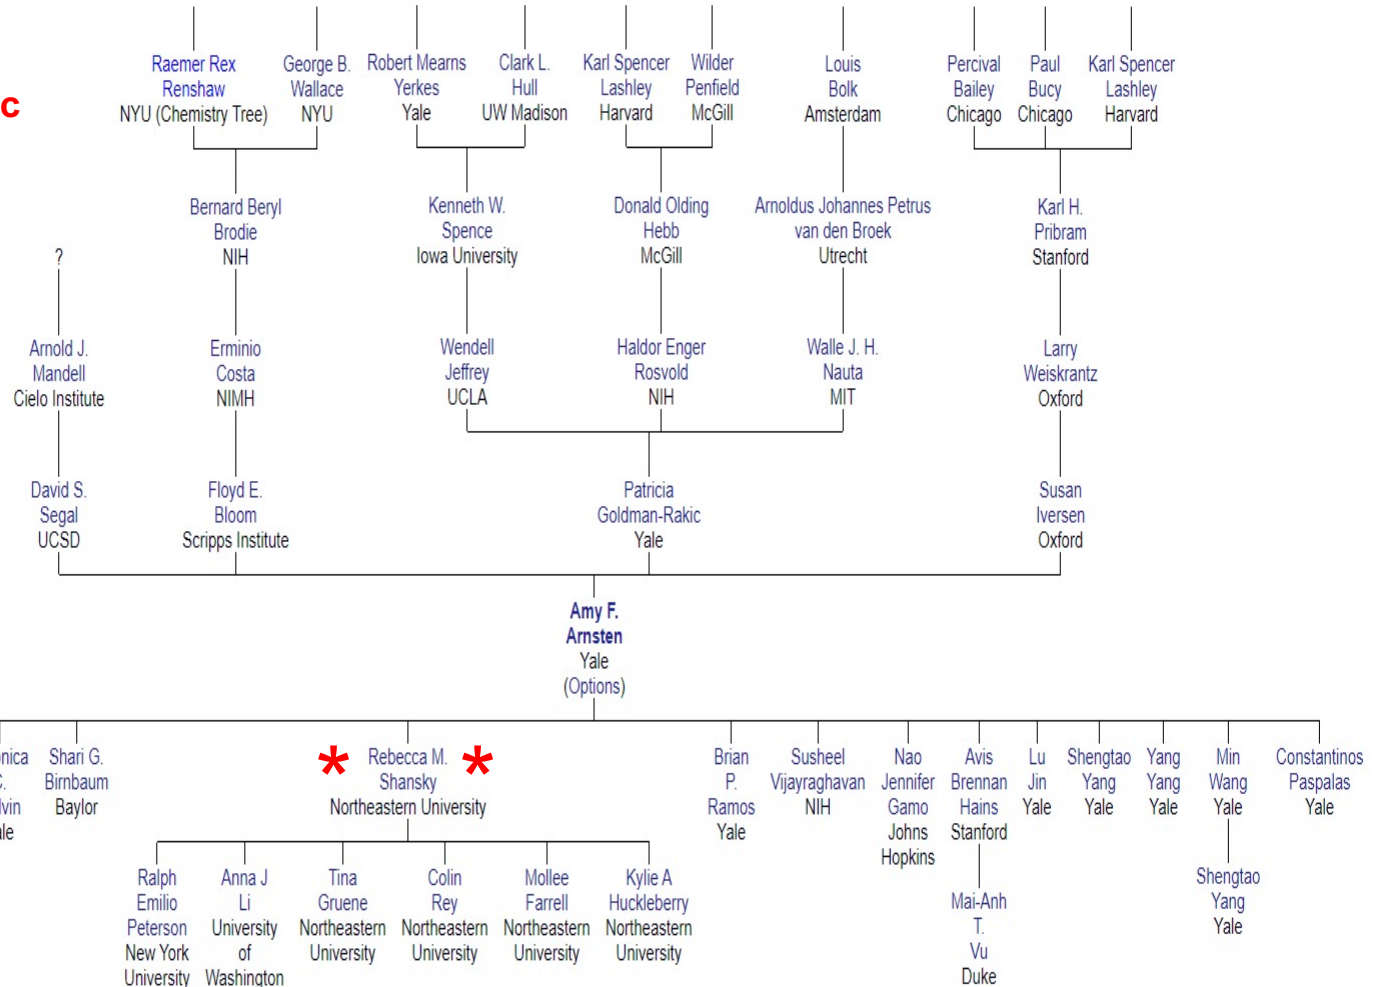 Raemer Rex
Renshaw
NYU (Chemistry Tree)
George B.
Wallace
NYU
Robert Mearns
Yerkes
Yale
Clark L.
Hull
UW Madison
Karl Spencer
Lashley
Harvard
Wilder
Penfield
McGill
Louis
Bolk
Amsterdam
Percival
Bailey
Chicago
Paul
Bucy
Chicago
Karl Spencer
Lashley
Harvard
c
Bernard Beryl
Brodie
NIH
Kenneth W.
Spence
Iowa University
Donald Olding
Hebb
McGill
Arnoldus Johannes Petrus
van den Broek
Utrecht
Karl H.
Pribram
Stanford
?
Arnold J.
Mandell
Cielo Institute
Erminio
Costa
NIMH
Wendell
Jeffrey
UCLA
Haldor Enger
Rosvold
NIH
Walle J. H.
Nauta
MIT
Larry
Weiskrantz
Oxford
David S.
Segal
UCSD
Floyd E.
Bloom
Scripps Institute
Patricia
Goldman-Rakic
Yale
Susan
Iversen
Oxford
Amy F.
Arnsten
Yale
(Options)
nica
C.
lvin
ale
Shari G.
Birnbaum
Baylor
* Rebecca M. *
Shansky
Northeastern University
Brian
P.
Ramos
Yale
Susheel
Vijayraghavan
NIH
Nao
Jennifer
Gamo
Johns
Hopkins
Avis
Brennan
Hains
Stanford
Lu
Jin
Yale
Shengtao
Yang
Yale
Yang
Yang
Yale
Min
Wang
Yale
Constantinos
Paspalas
Yale
Ralph
Emilio
Peterson
New York
University
Anna J
Li
University
of
Washington
Tina
Gruene
Northeastern
University
Colin
Rey
Northeastern
University
Mollee
Farrell
Northeastern
University
Kylie A
Huckleberry
Northeastern
University
Mai-Anh
T.
Vu
Duke
Shengtao
Yang
Yale